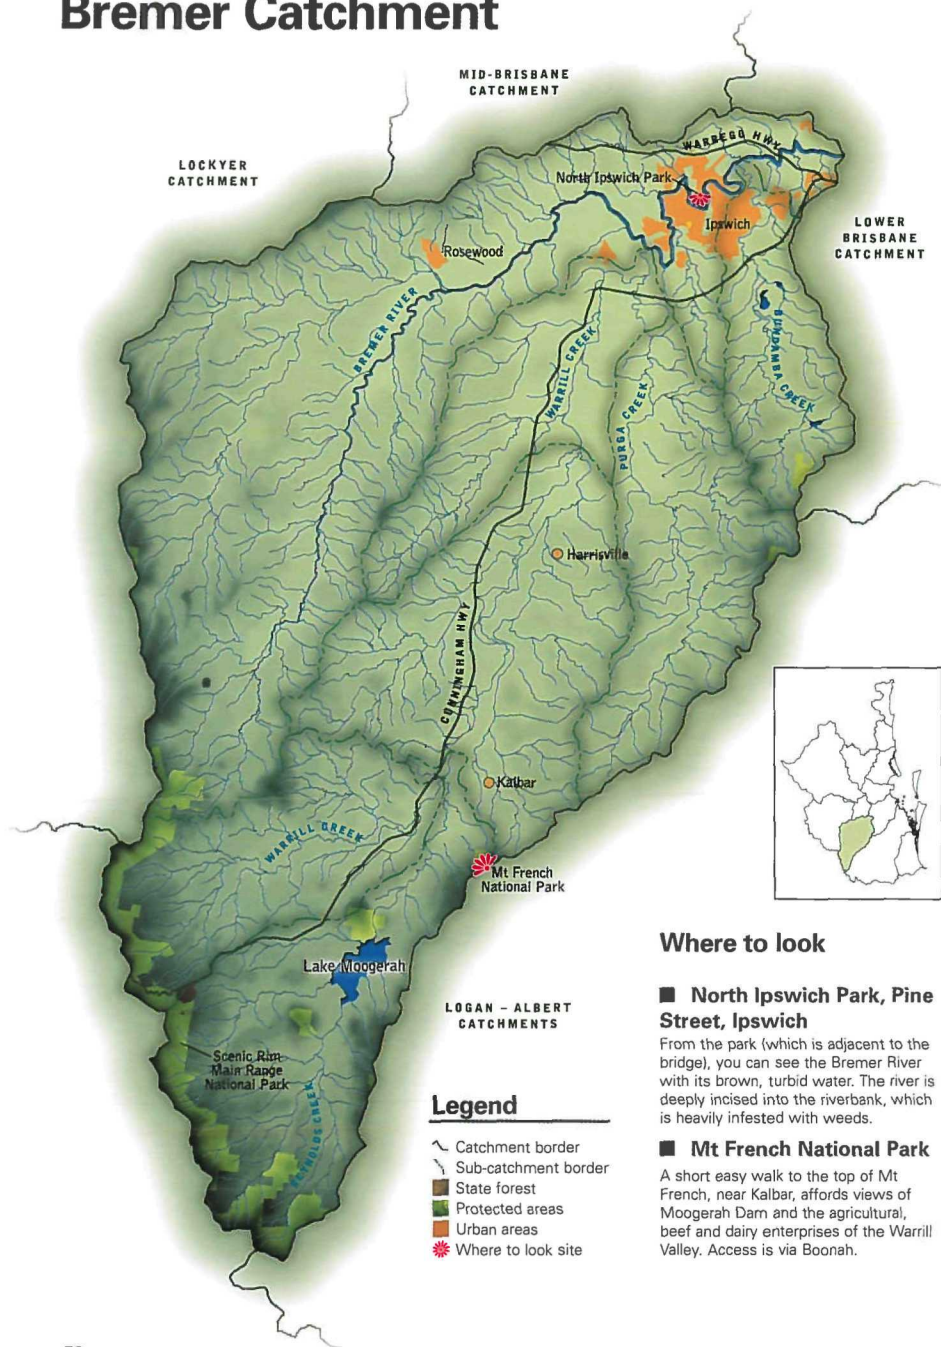 Bremer Catchment
MID-BRISBANE
CATCHMENT
LOCKYER
CATCHMENT
WARREGO HWY
North Ipswich Park
Ipswich
LOWER
BRISBANE
CATCHMENT
Rosewood
BREMER RIVER
BUNDAMBA CREEK
WARRILL CREEK
PURGA CREEK
Harrisville
CUNNINGHAM HWY
Kalbar
WARRILL CREEK
Mt French
National Park
Lake Moogerah
LOGAN – ALBERT
CATCHMENTS
Scenic Rim
Main Range
National Park
REYNOLDS CREEK
Legend
Catchment border
Sub-catchment border
State forest
Protected areas
Urban areas
Where to look site
Where to look
■ North Ipswich Park, Pine
Street, Ipswich
From the park (which is adjacent to the
bridge), you can see the Bremer River
with its brown, turbid water. The river is
deeply incised into the riverbank, which
is heavily infested with weeds.
■ Mt French National Park
A short easy walk to the top of Mt
French, near Kalbar, affords views of
Moogerah Dam and the agricultural,
beef and dairy enterprises of the Warrill
Valley. Access is via Boonah.